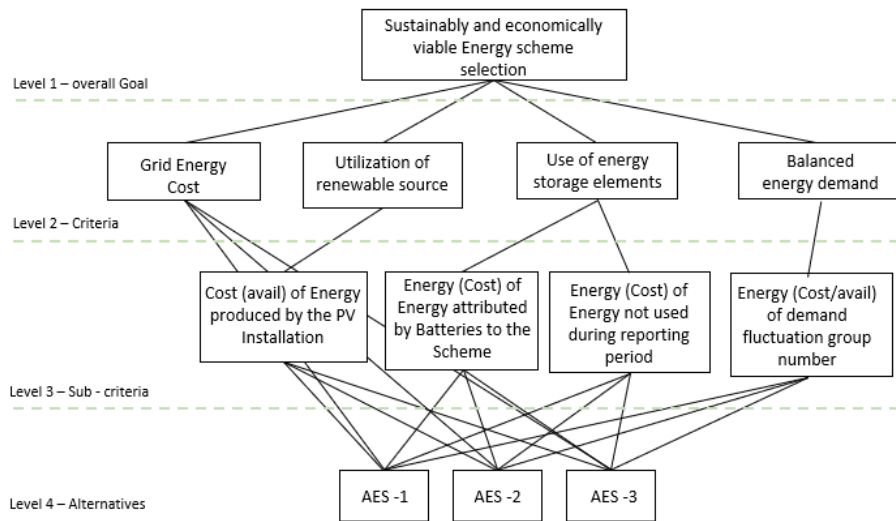 Sustainably and economically
viable Energy scheme
selection
Level 1 – overall Goal
Grid Energy
Cost
Utilization of
renewable source
Use of energy
storage elements
Balanced
energy demand
Level 2 – Criteria
Cost (avail) of Energy
produced by the PV
Installation
Energy (Cost) of
Energy attributed
by Batteries to the
Scheme
Energy (Cost) of
Energy not used
during reporting
period
Energy (Cost/avail)
of demand
fluctuation group
number
Level 3 – Sub - criteria
AES -1
AES -2
AES -3
Level 4 – Alternatives